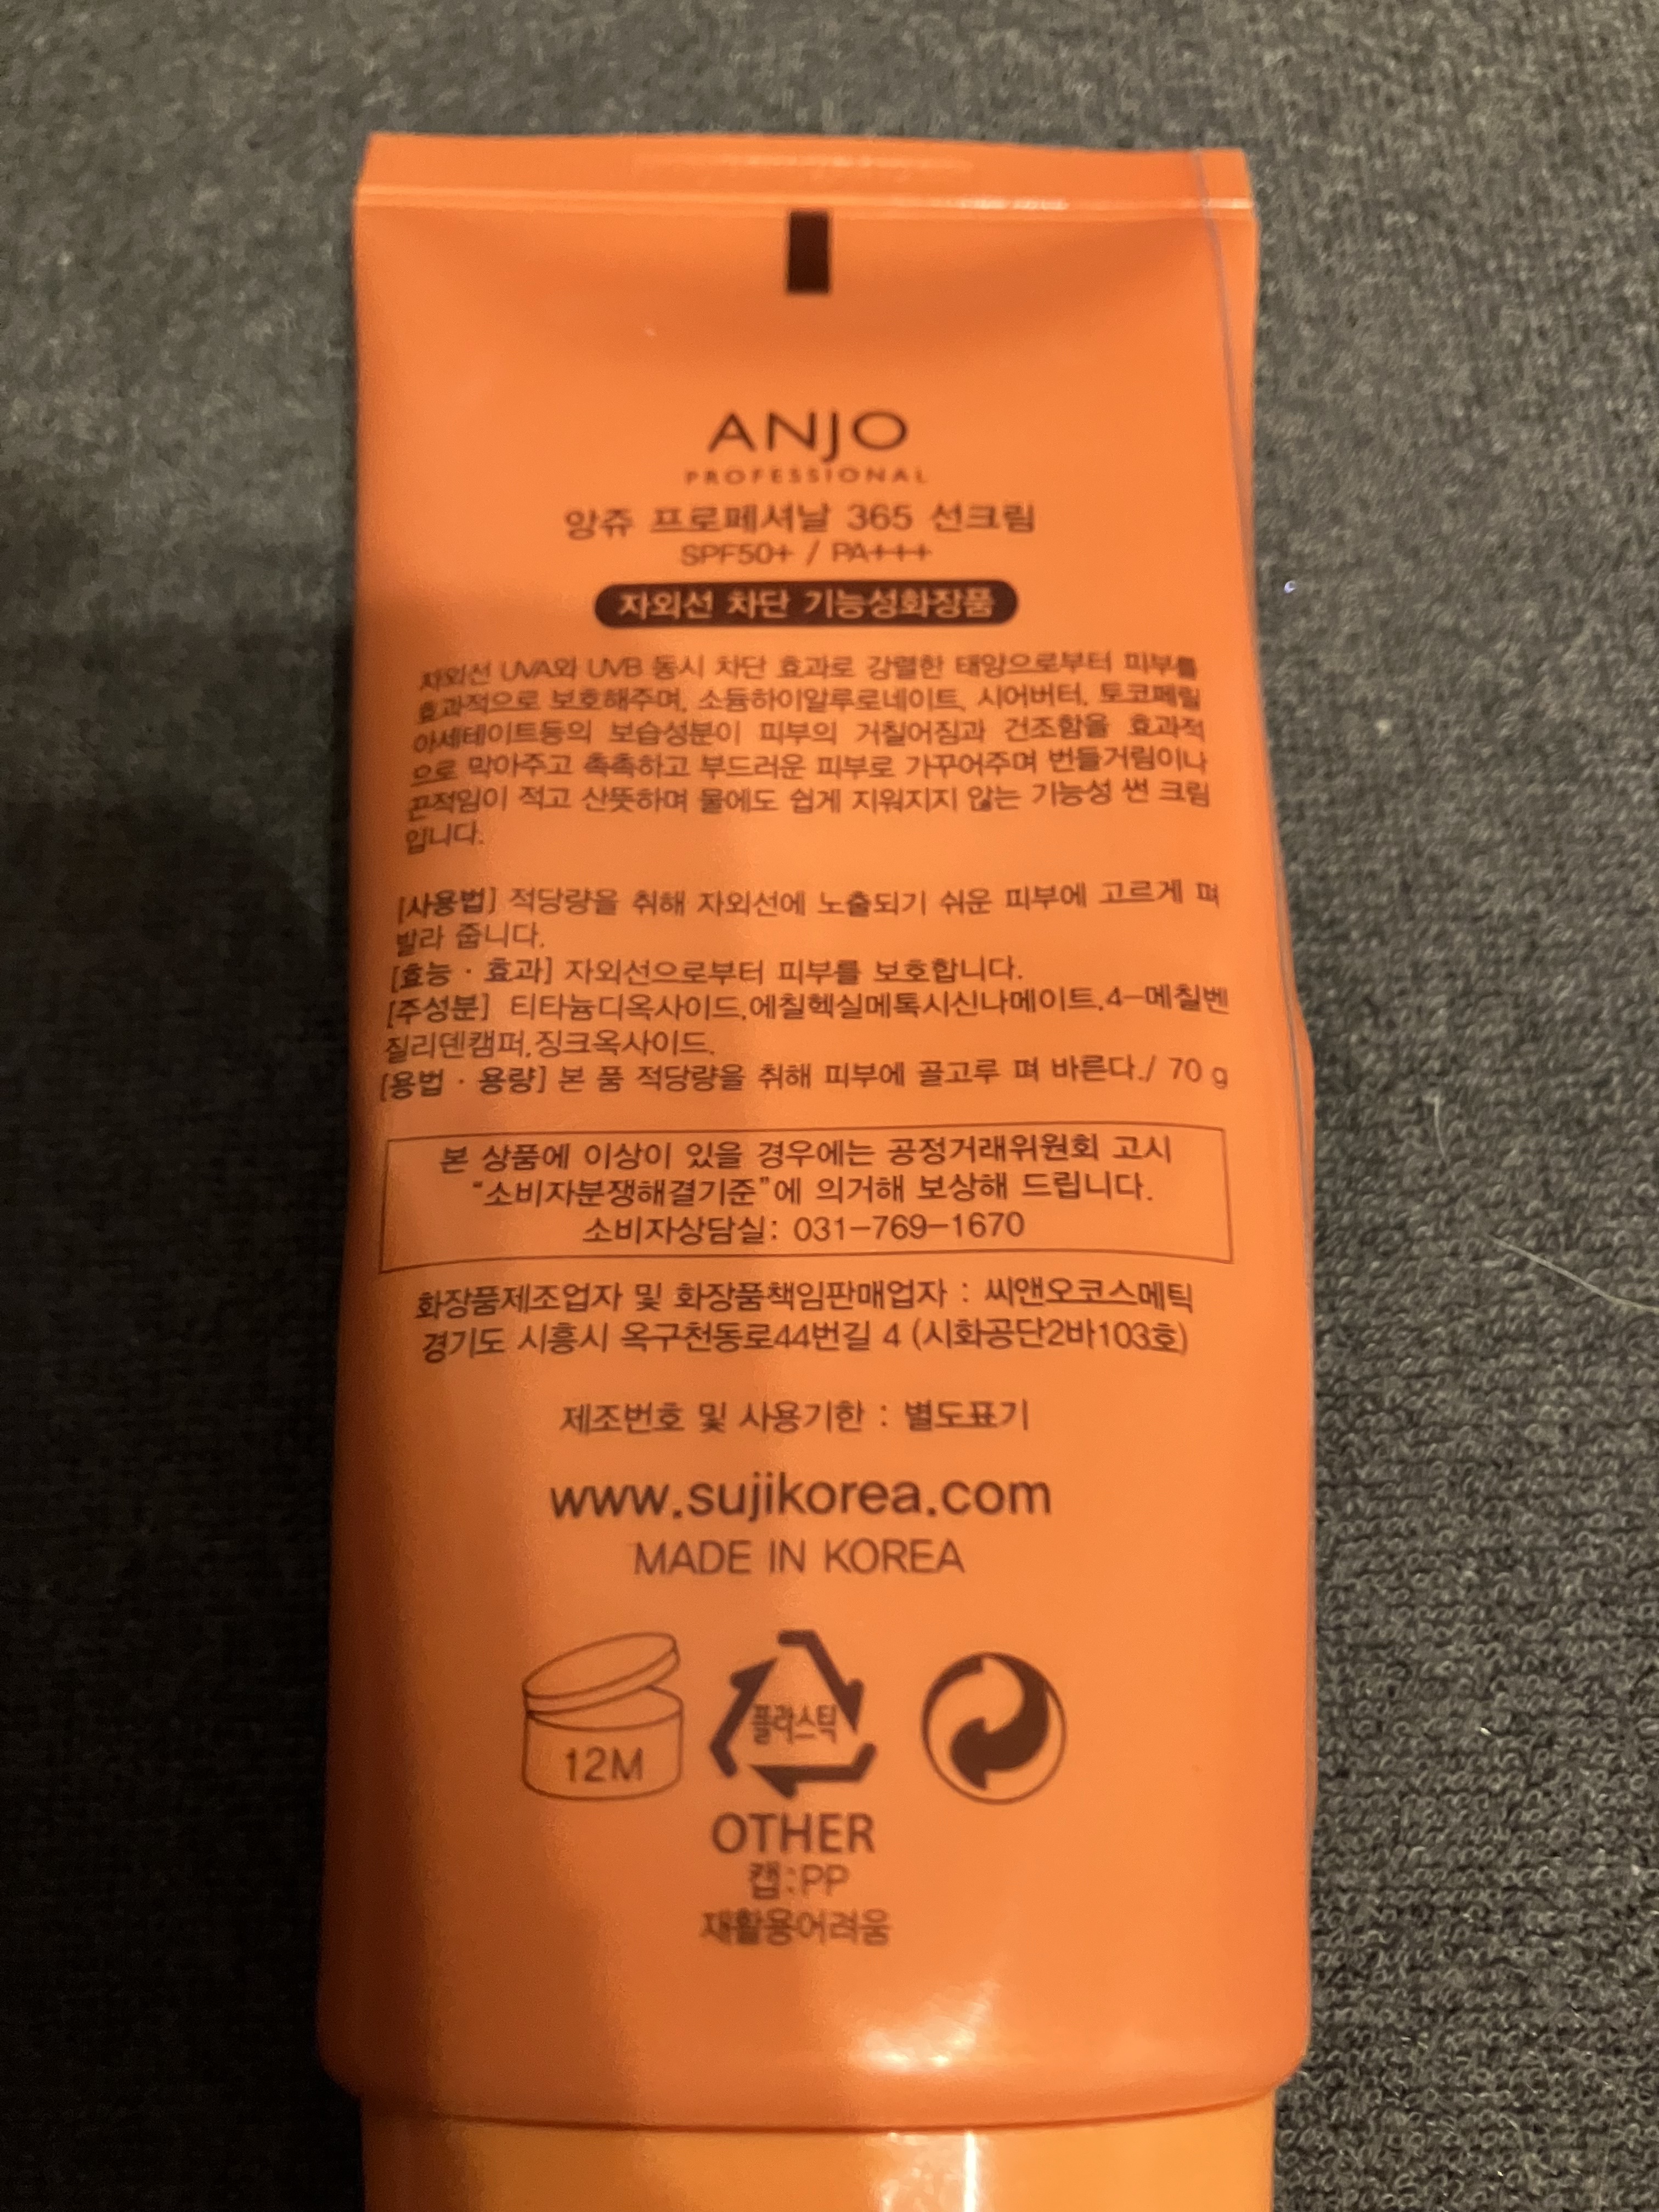 ANJO
PROFESSIONAL
앙쥬 프로페셔날 365 선크림
SPF50+ / PA+++
자외선 차단 기능성화장품
자외선 UVA와 UVB 동시 차단 효과로 강렬한 태양으로부터 피부를
효과적으로 보호해주며, 소듐하이알루로네이트, 시어버터, 토코페릴
아세테이트등의 보습성분이 피부의 거칠어짐과 건조함을 효과적
으로 막아주고 촉촉하고 부드러운 피부로 가꾸어주며 번들거림이나
끈적임이 적고 산뜻하며 물에도 쉽게 지워지지 않는 기능성 썬 크림
입니다.
[사용법] 적당량을 취해 자외선에 노출되기 쉬운 피부에 고르게 펴
발라 줍니다.
[효능 · 효과] 자외선으로부터 피부를 보호합니다.
[주성분] 티타늄디옥사이드,에칠헥실메톡시신나메이트,4-메칠벤
질리덴캠퍼,징크옥사이드.
[용법 · 용량] 본 품 적당량을 취해 피부에 골고루 펴 바른다./ 70 g
본 상품에 이상이 있을 경우에는 공정거래위원회 고시
“소비자분쟁해결기준”에 의거해 보상해 드립니다.
소비자상담실: 031-769-1670
화장품제조업자 및 화장품책임판매업자 : 씨앤오코스메틱
경기도 시흥시 옥구천동로44번길 4 (시화공단2바103호)
제조번호 및 사용기한 : 별도표기
www.sujikorea.com
MADE IN KOREA
12M
플라스틱
OTHER
캡:PP
재활용어려움